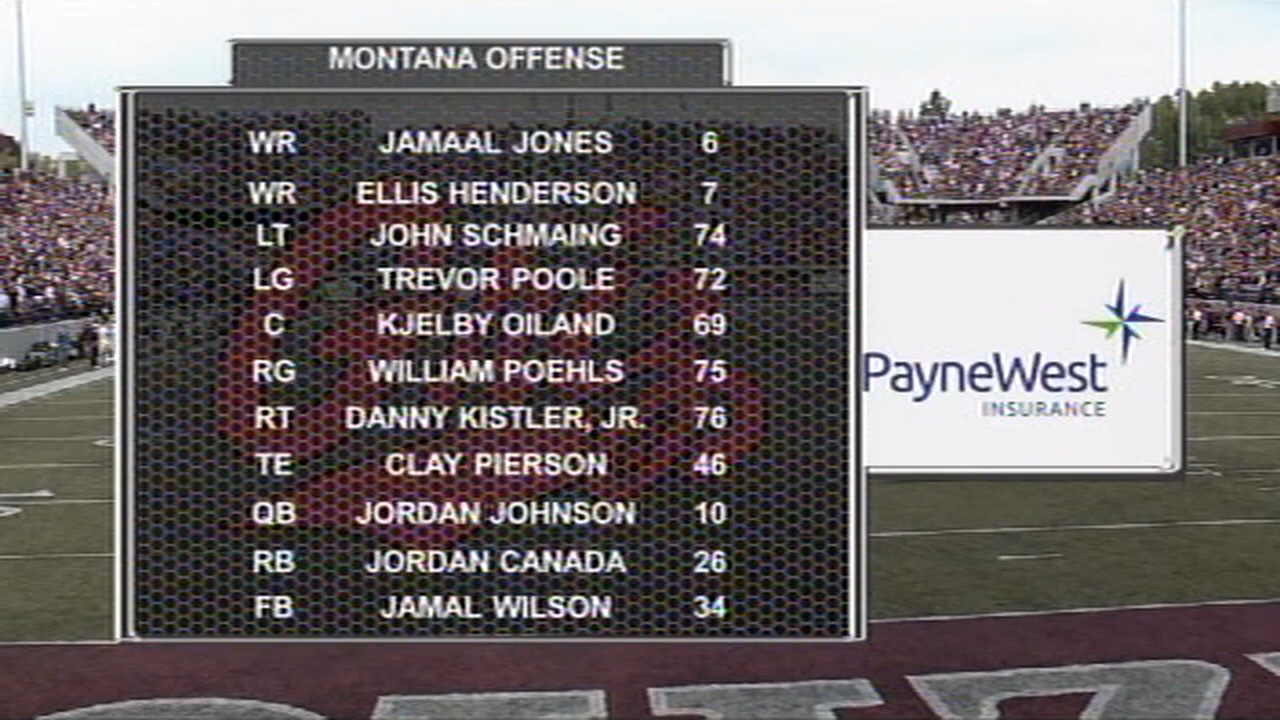 MONTANA OFFENSE
WR JAMAAL JONES 6
WR ELLIS HENDERSON 7
LT JOHN SCHMAING 74
LG TREVOR POOLE 72
C KJELBY OILAND 69
RG WILLIAM POEHLS 75
RT DANNY KISTLER, JR. 76
TE CLAY PIERSON 46
QB JORDAN JOHNSON 10
RB JORDAN CANADA 26
FB JAMAL WILSON 34
PayneWest
INSURANCE